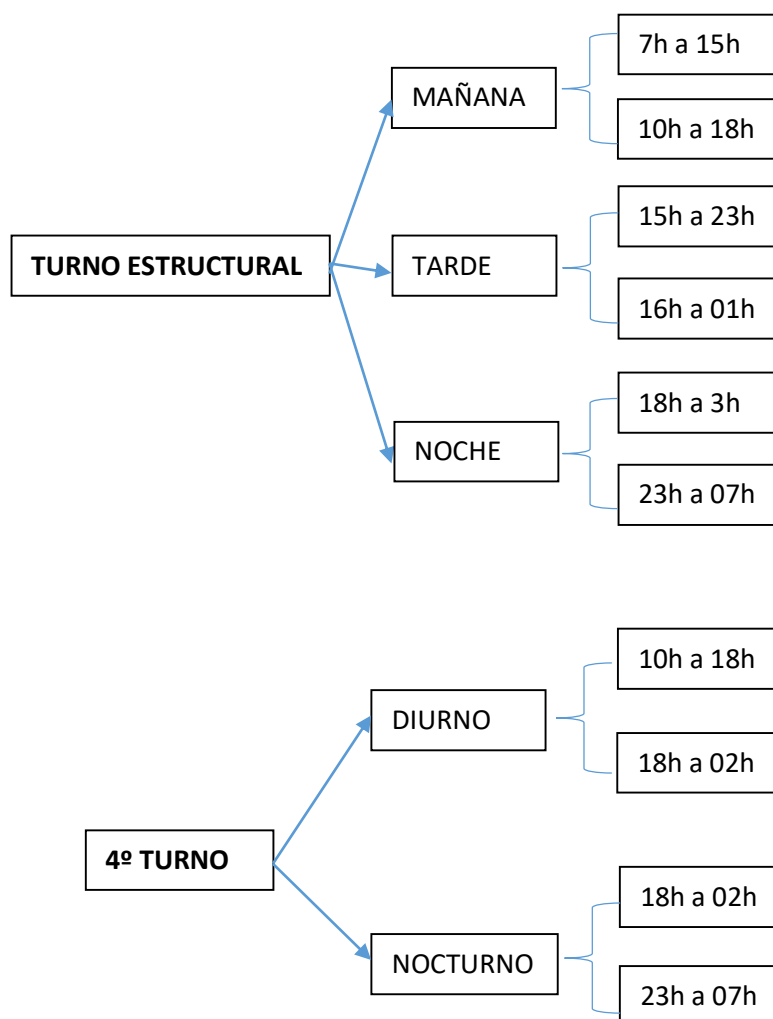 7h a 15h
MAÑANA
10h a 18h
15h a 23h
TURNO ESTRUCTURAL
TARDE
16h a 01h
18h a 3h
NOCHE
23h a 07h
10h a 18h
DIURNO
18h a 02h
4º TURNO
18h a 02h
NOCTURNO
23h a 07h